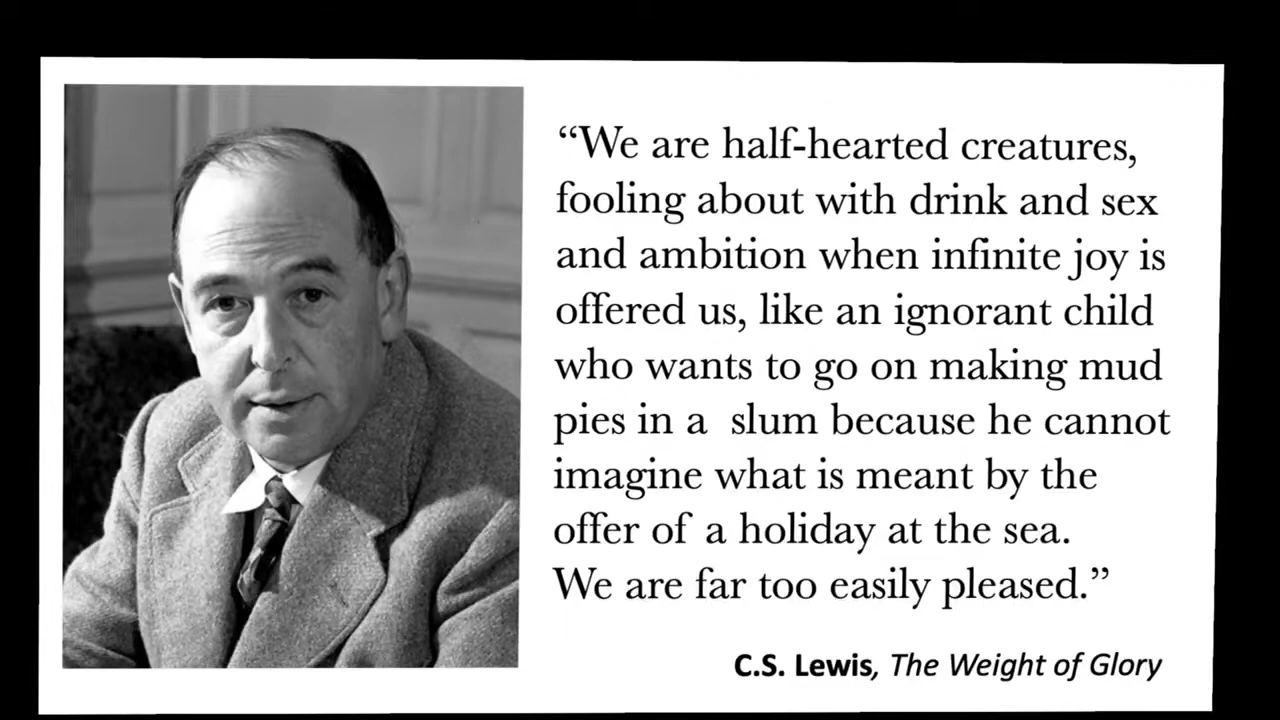 “We are half-hearted creatures,
fooling about with drink and sex
and ambition when infinite joy is
offered us, like an ignorant child
who wants to go on making mud
pies in a  slum because he cannot
imagine what is meant by the
offer of a holiday at the sea.
We are far too easily pleased.”
C.S. Lewis, The Weight of Glory